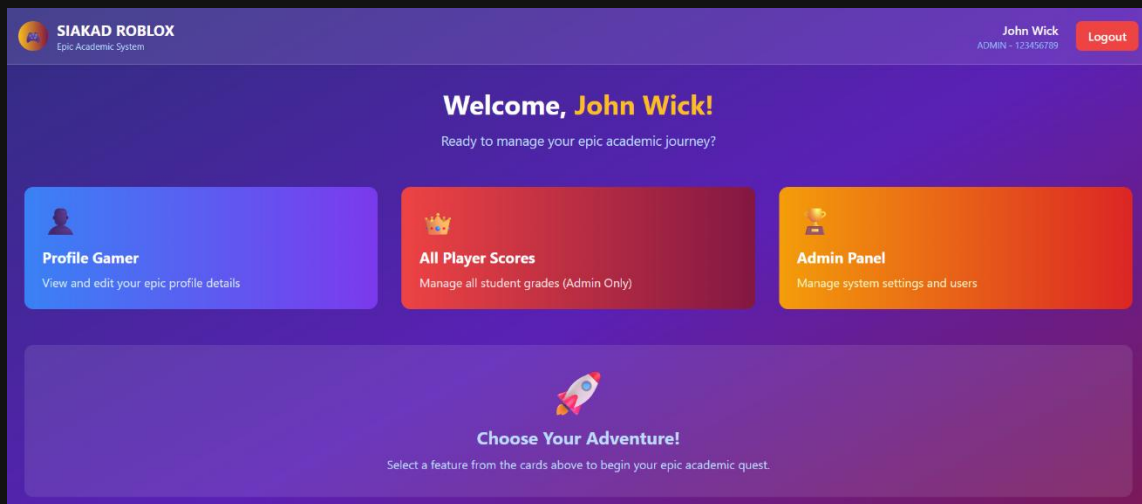 SIAKAD ROBLOX
Epic Academic System
John Wick
ADMIN - 123456789
Logout
Welcome, John Wick!
Ready to manage your epic academic journey?
Profile Gamer
View and edit your epic profile details
All Player Scores
Manage all student grades (Admin Only)
Admin Panel
Manage system settings and users
Choose Your Adventure!
Select a feature from the cards above to begin your epic academic quest.